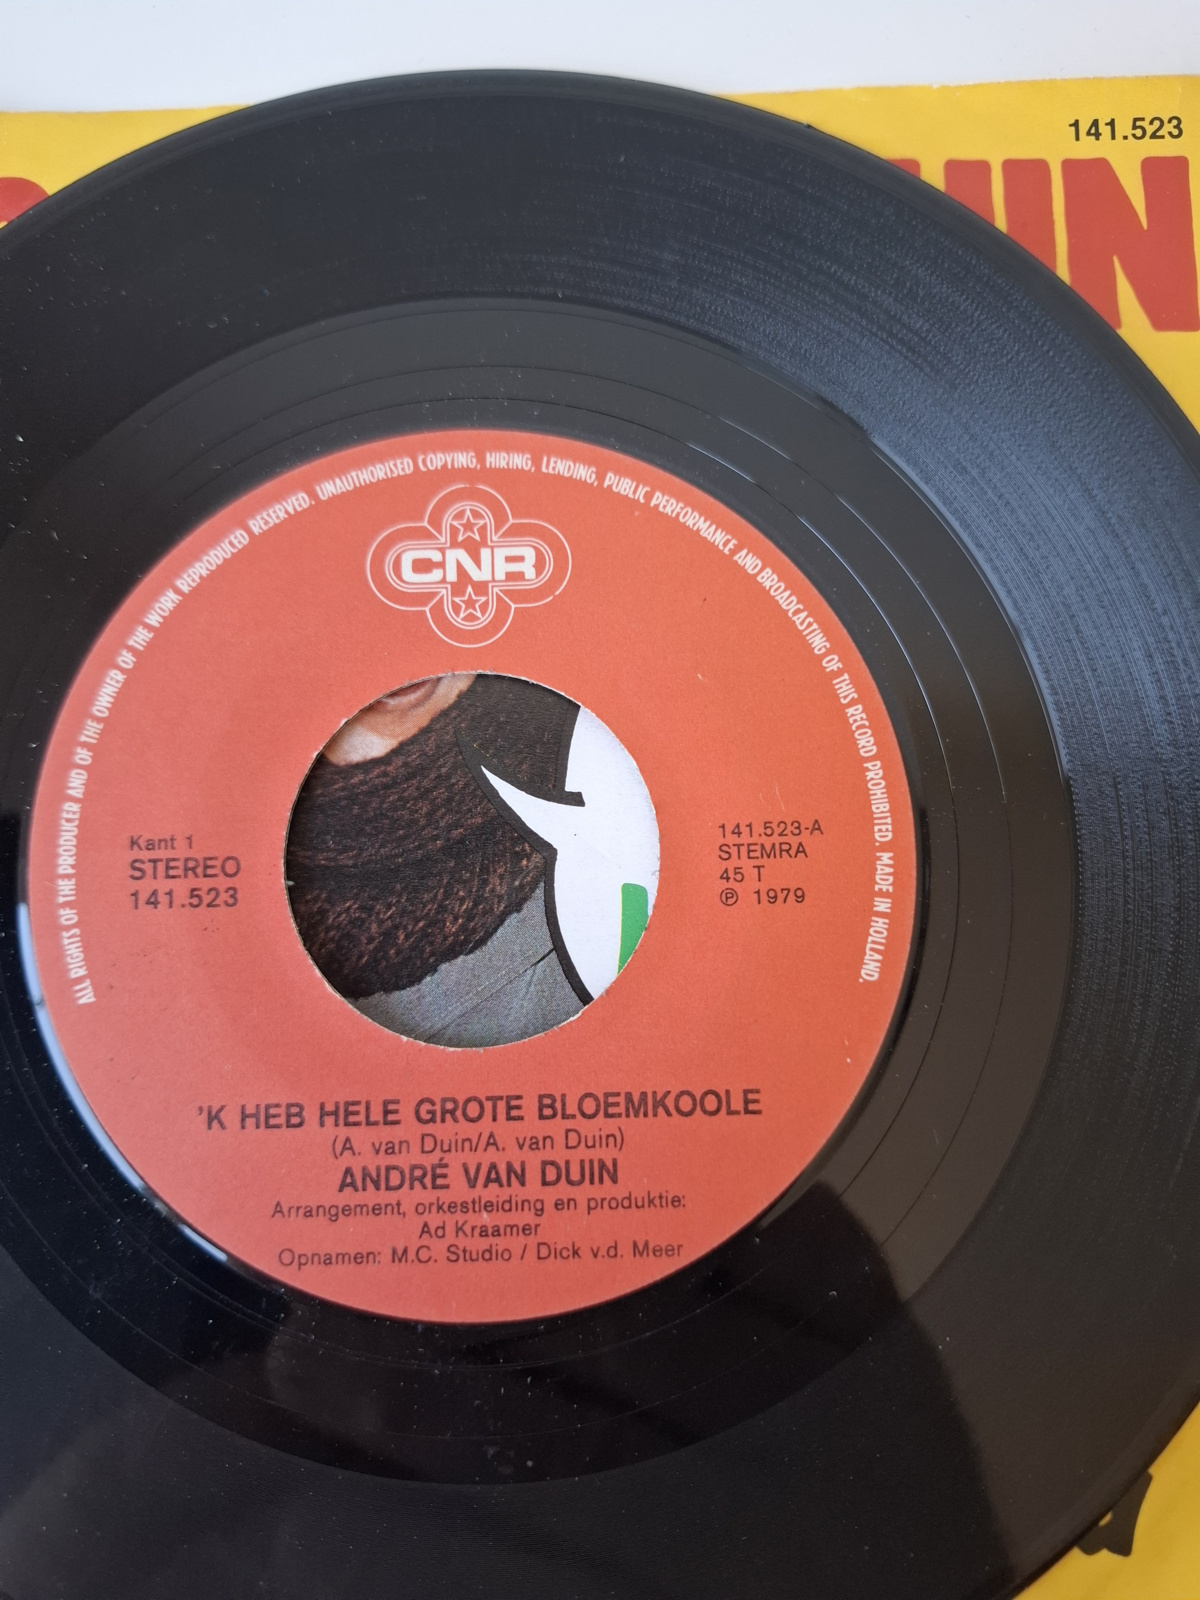 141.523
UIN
ALL RIGHTS OF THE PRODUCER AND OF THE OWNER OF THE WORK REPRODUCED RESERVED. UNAUTHORISED COPYING, HIRING, LENDING, PUBLIC PERFORMANCE AND BROADCASTING OF THIS RECORD PROHIBITED. MADE IN HOLLAND.
CNR
Kant 1
STEREO
141.523
141.523-A
STEMRA
45 T
℗ 1979
'K HEB HELE GROTE BLOEMKOOLE
(A. van Duin/A. van Duin)
ANDRÉ VAN DUIN
Arrangement, orkestleiding en produktie:
Ad Kraamer
Opnamen: M.C. Studio / Dick v.d. Meer